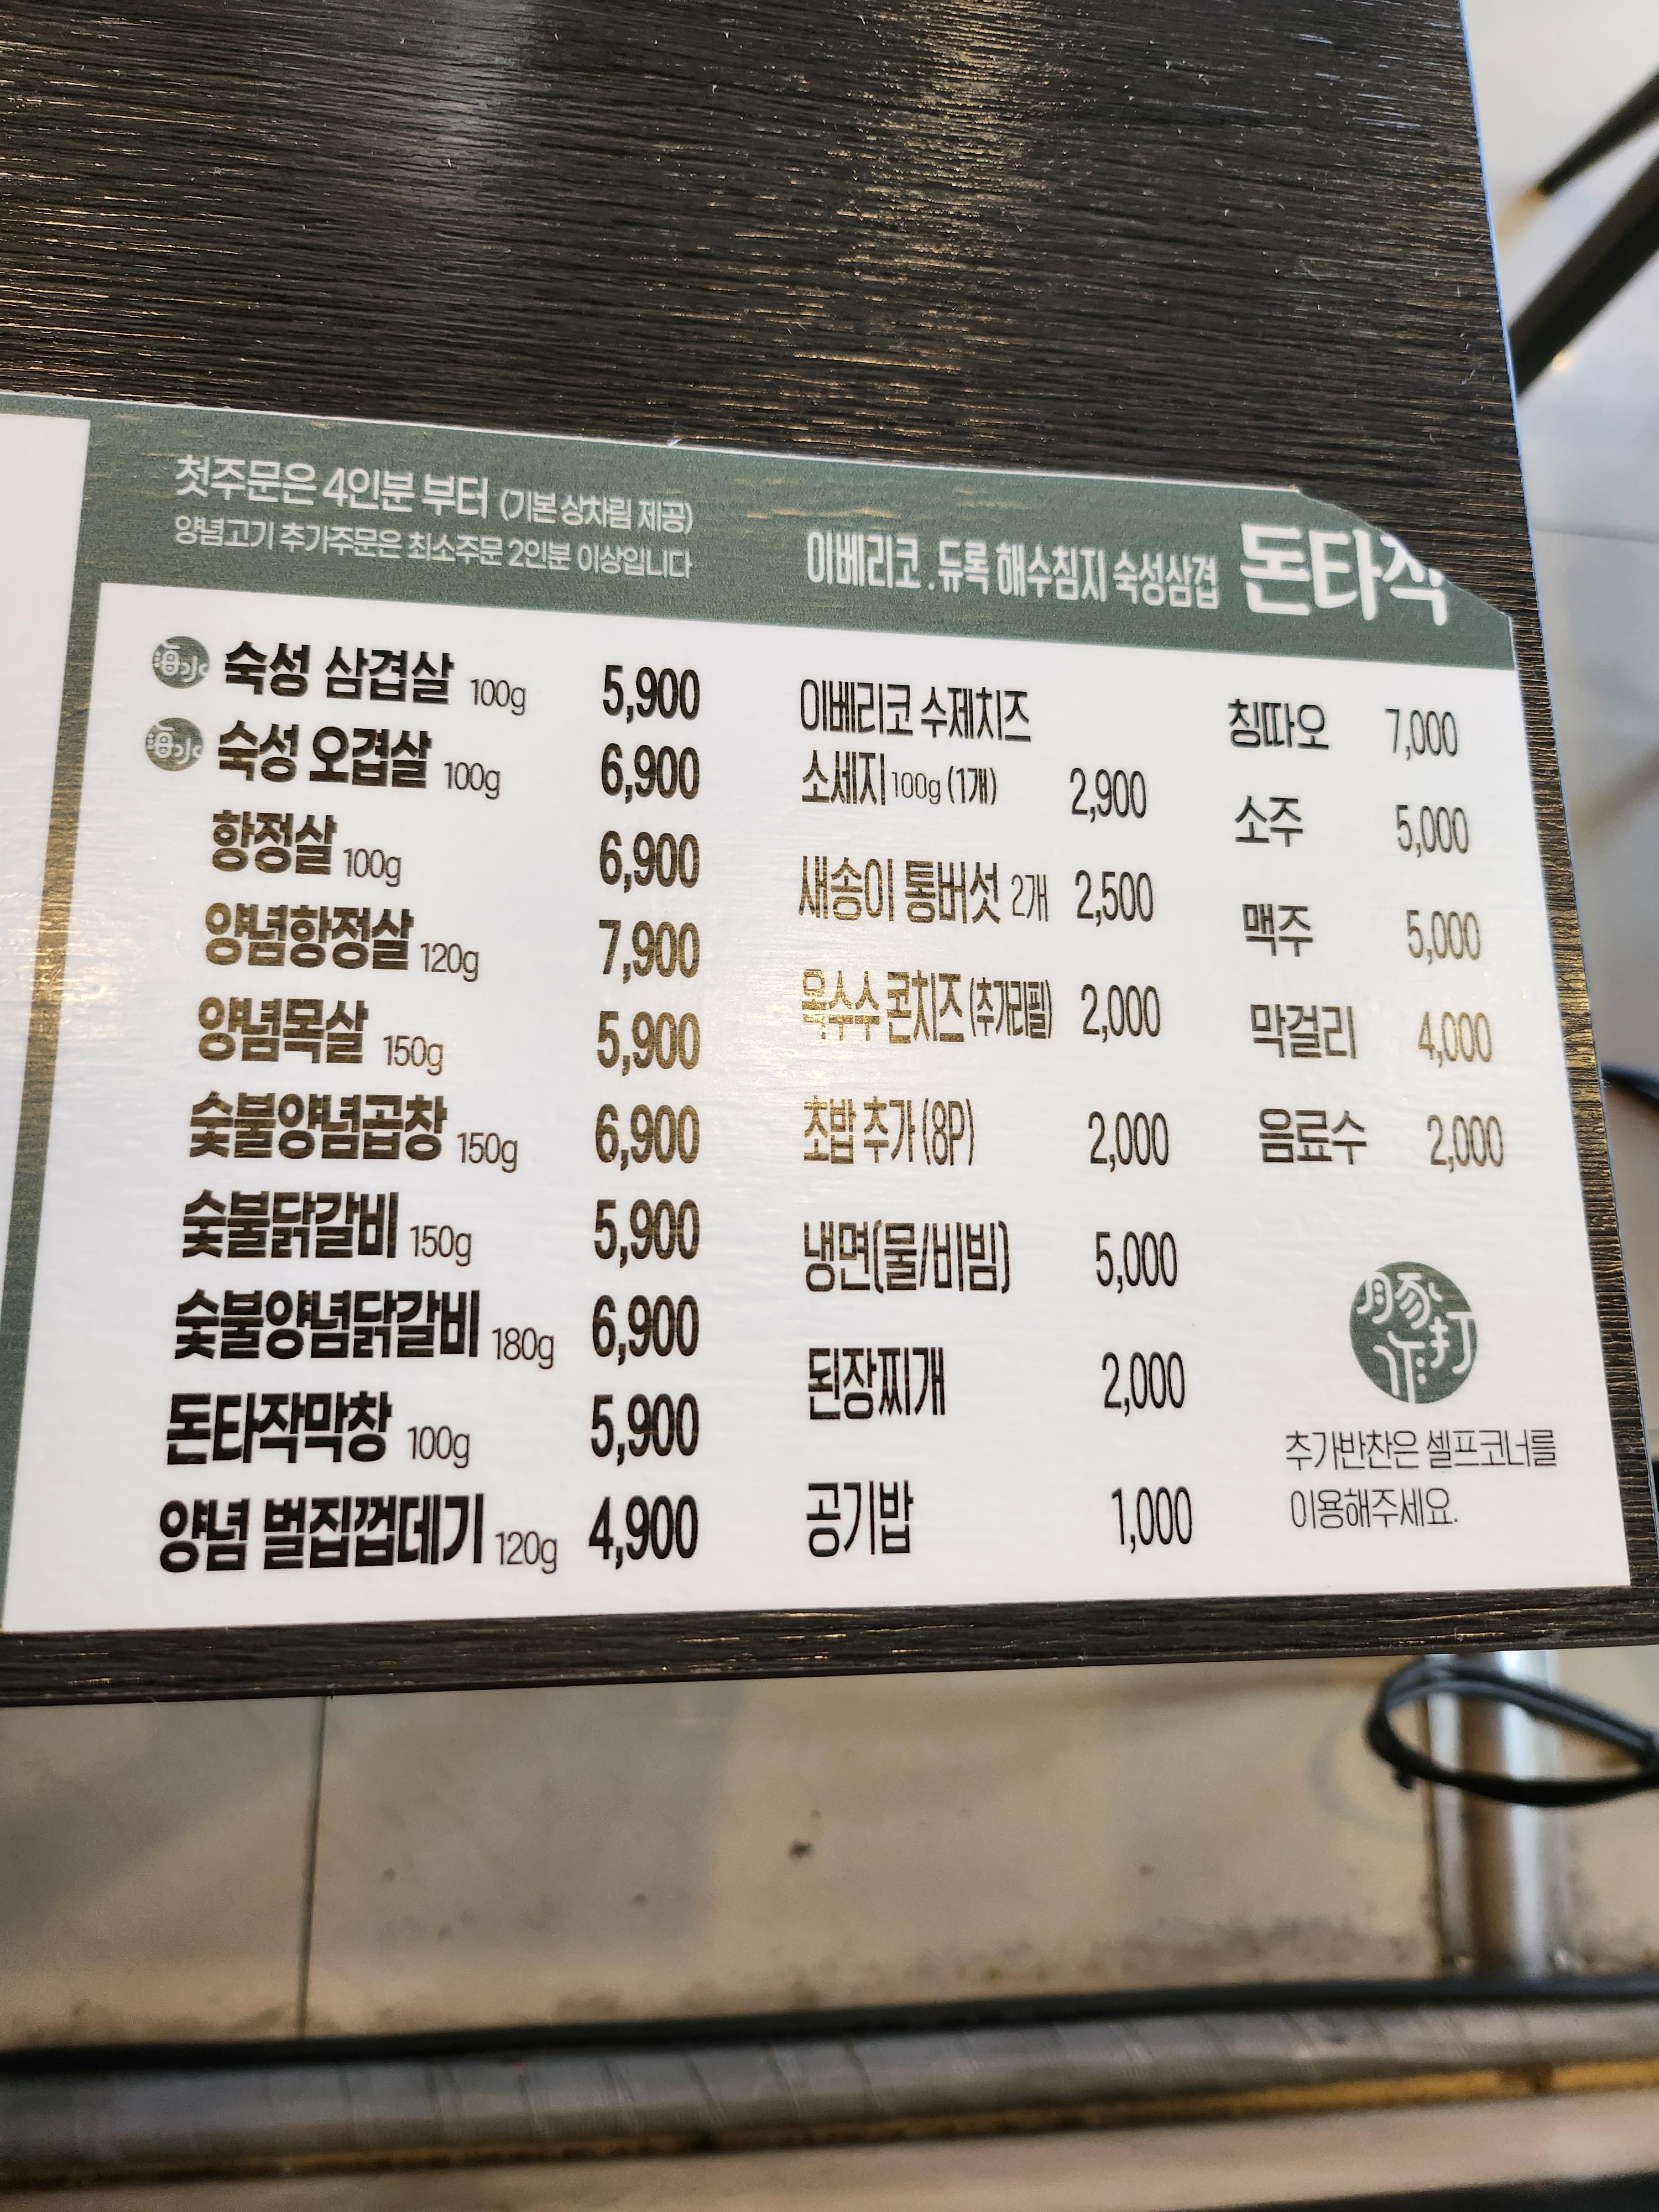 첫주문은 4인분 부터 (기본 상차림 제공)
양념고기 추가주문은 최소주문 2인분 이상입니다
이베리코.듀록 해수침지 숙성삼겹 돈타작
海水 숙성 삼겹살 100g 5,900
海水 숙성 오겹살 100g 6,900
항정살 100g 6,900
양념항정살 120g 7,900
양념목살 150g 5,900
숯불양념곱창 150g 6,900
숯불닭갈비 150g 5,900
숯불양념닭갈비 180g 6,900
돈타작막창 100g 5,900
양념 벌집껍데기 120g 4,900
이베리코 수제치즈
소세지 100g (1개) 2,900
새송이 통버섯 2개 2,500
옥수수 콘치즈 (추가리필) 2,000
초밥 추가 (8P) 2,000
냉면(물/비빔) 5,000
된장찌개 2,000
공기밥 1,000
칭따오 7,000
소주 5,000
맥주 5,000
막걸리 4,000
음료수 2,000
豚打作
추가반찬은 셀프코너를
이용해주세요.